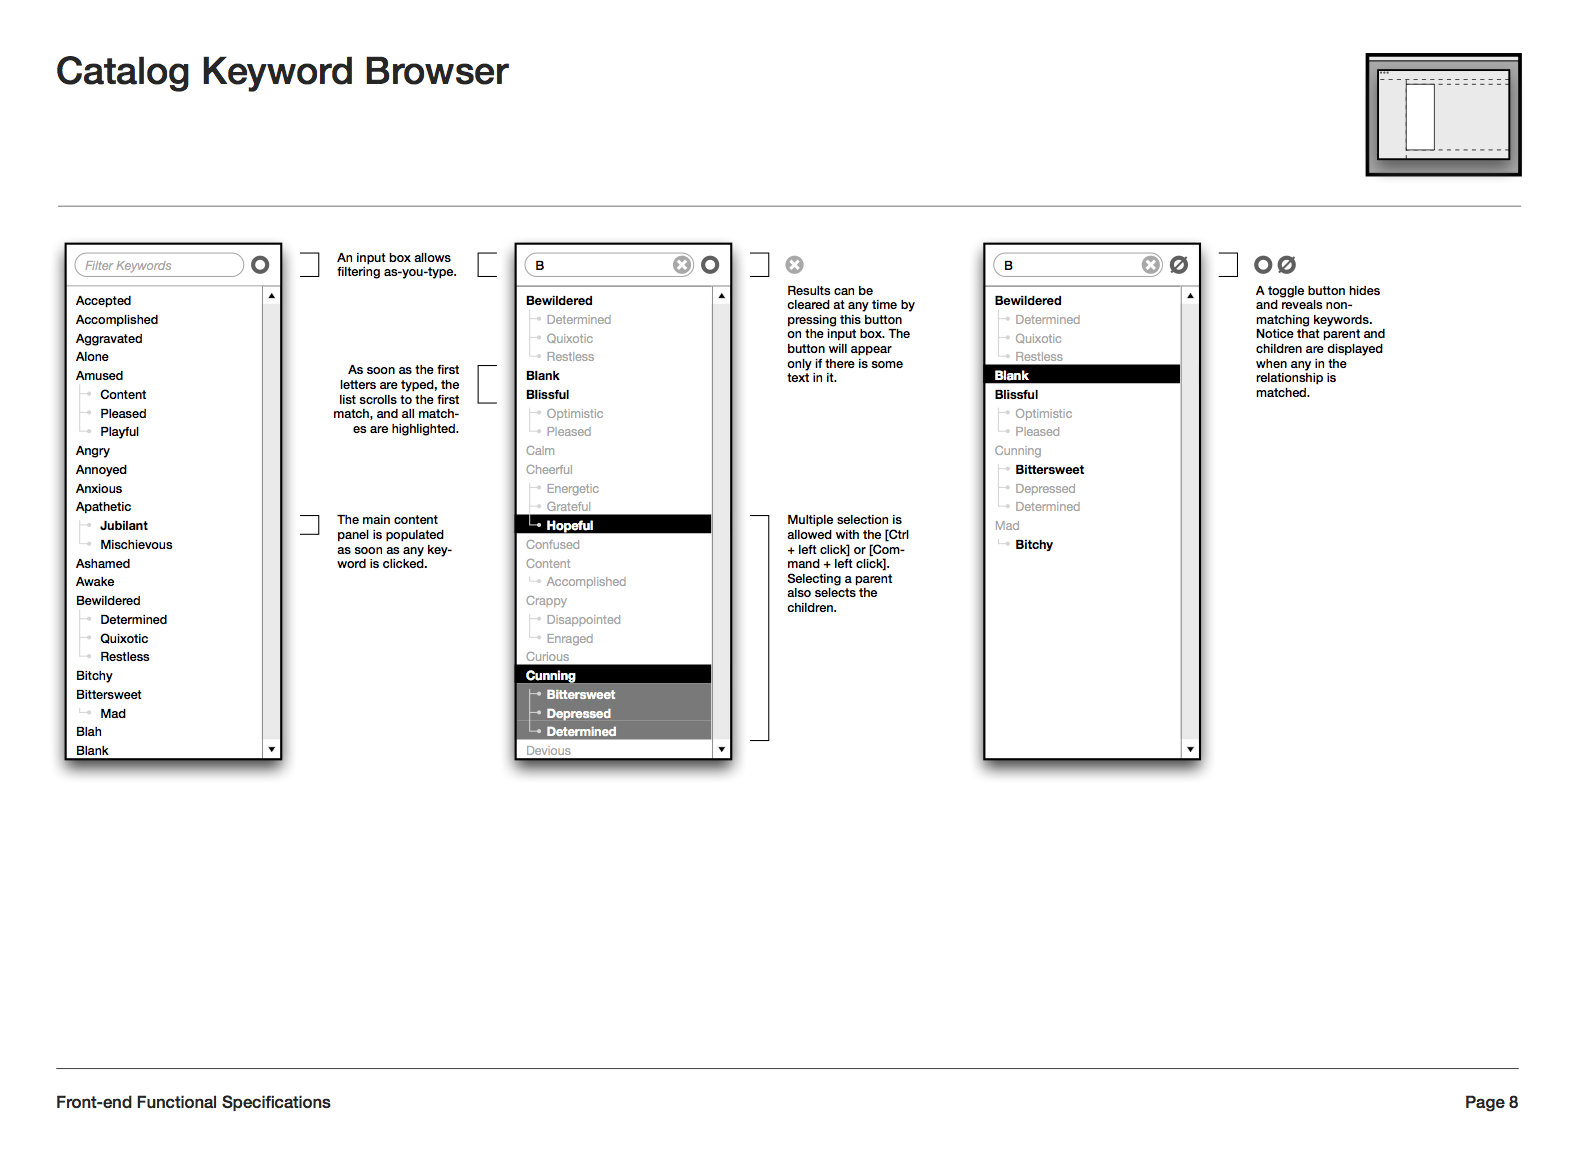 Catalog Keyword Browser
Filter Keywords
Accepted
Accomplished
Aggravated
Alone
Amused
Content
Pleased
Playful
Angry
Annoyed
Anxious
Apathetic
Jubilant
Mischievous
Ashamed
Awake
Bewildered
Determined
Quixotic
Restless
Bitchy
Bittersweet
Mad
Blah
Blank
An input box allows
filtering as-you-type.
As soon as the first
letters are typed, the
list scrolls to the first
match, and all match-
es are highlighted.
The main content
panel is populated
as soon as any key-
word is clicked.
B
Bewildered
Determined
Quixotic
Restless
Blank
Blissful
Optimistic
Pleased
Calm
Cheerful
Energetic
Grateful
Hopeful
Confused
Content
Accomplished
Crappy
Disappointed
Enraged
Curious
Cunning
Bittersweet
Depressed
Determined
Devious
Results can be
cleared at any time by
pressing this button
on the input box. The
button will appear
only if there is some
text in it.
Multiple selection is
allowed with the [Ctrl
+ left click] or [Com-
mand + left click].
Selecting a parent
also selects the
children.
B
Bewildered
Determined
Quixotic
Restless
Blank
Blissful
Optimistic
Pleased
Cunning
Bittersweet
Depressed
Determined
Mad
Bitchy
A toggle button hides
and reveals non-
matching keywords.
Notice that parent and
children are displayed
when any in the
relationship is
matched.
Front-end Functional Specifications
Page 8